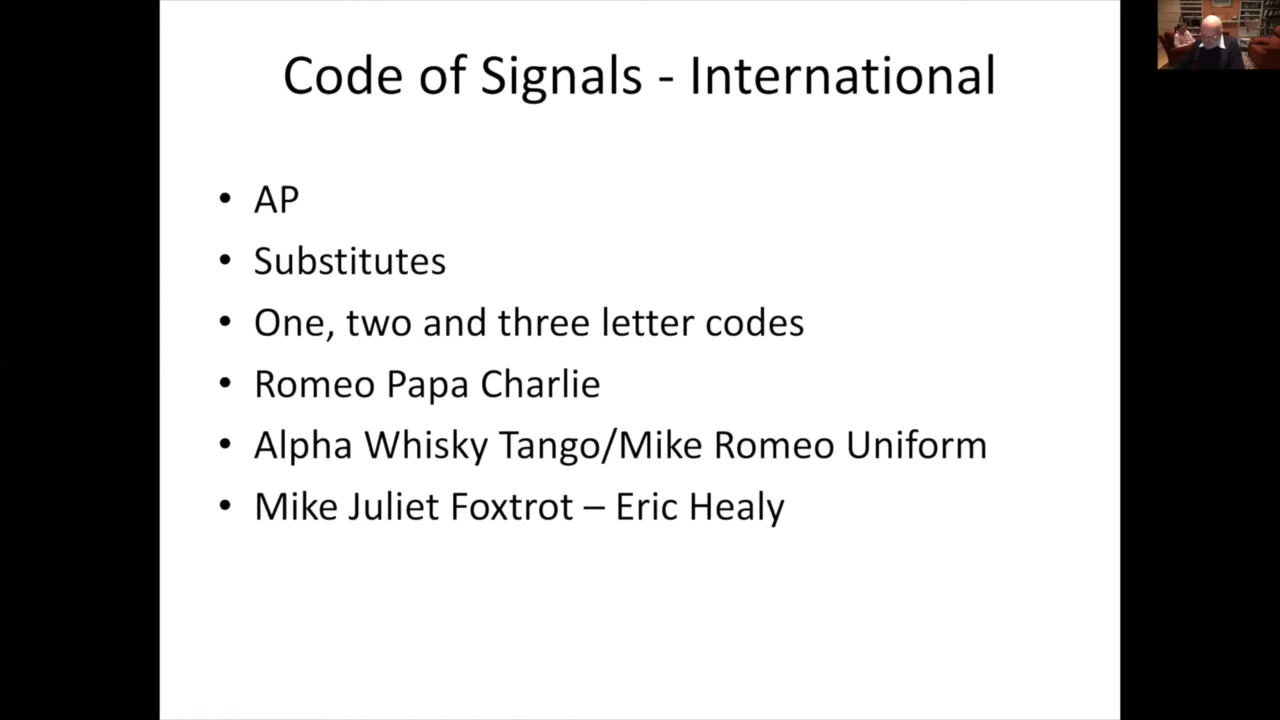 Code of Signals - International
• AP
• Substitutes
• One, two and three letter codes
• Romeo Papa Charlie
• Alpha Whisky Tango/Mike Romeo Uniform
• Mike Juliet Foxtrot – Eric Healy